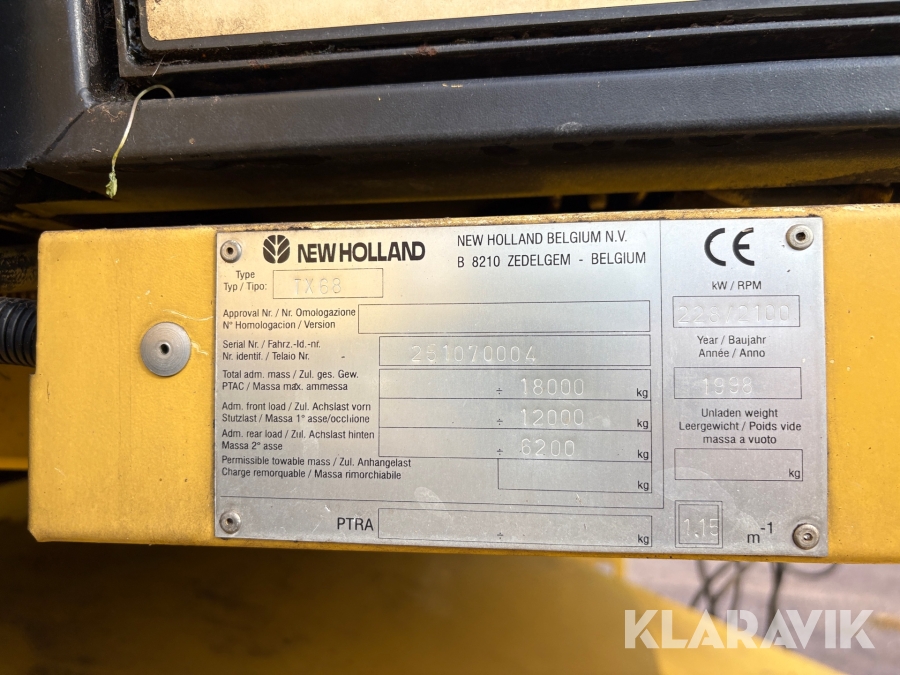 NEW HOLLAND
NEW HOLLAND BELGIUM N.V.
B 8210 ZEDELGEM - BELGIUM
CE
Type
Typ / Tipo:
TX68
kW / RPM
/2100
Approval Nr. / Nr. Omologazione
N° Homologacion / Version
Serial Nr. / Fahrz.-Id.-nr.
Nr. identif. / Telaio Nr.
251070004
Year / Baujahr
Année / Anno
1998
Total adm. mass / Zul. ges. Gew.
PTAC / Massa max. ammessa
÷ 18000 kg
Adm. front load / Zul. Achslast vorn
Stutzlast / Massa 1° asse/occhione
÷ 12000
Adm. rear load / Zul. Achslast hinten
Massa 2° asse
÷ 6200
Unladen weight
Leergewicht / Poids vide
massa a vuoto
kg
Permissible towable mass / Zul. Anhangelast
Charge remorquable / Massa rimorchiabile
kg
PTRA ÷ kg
1.15 m-1
KLARAVIK